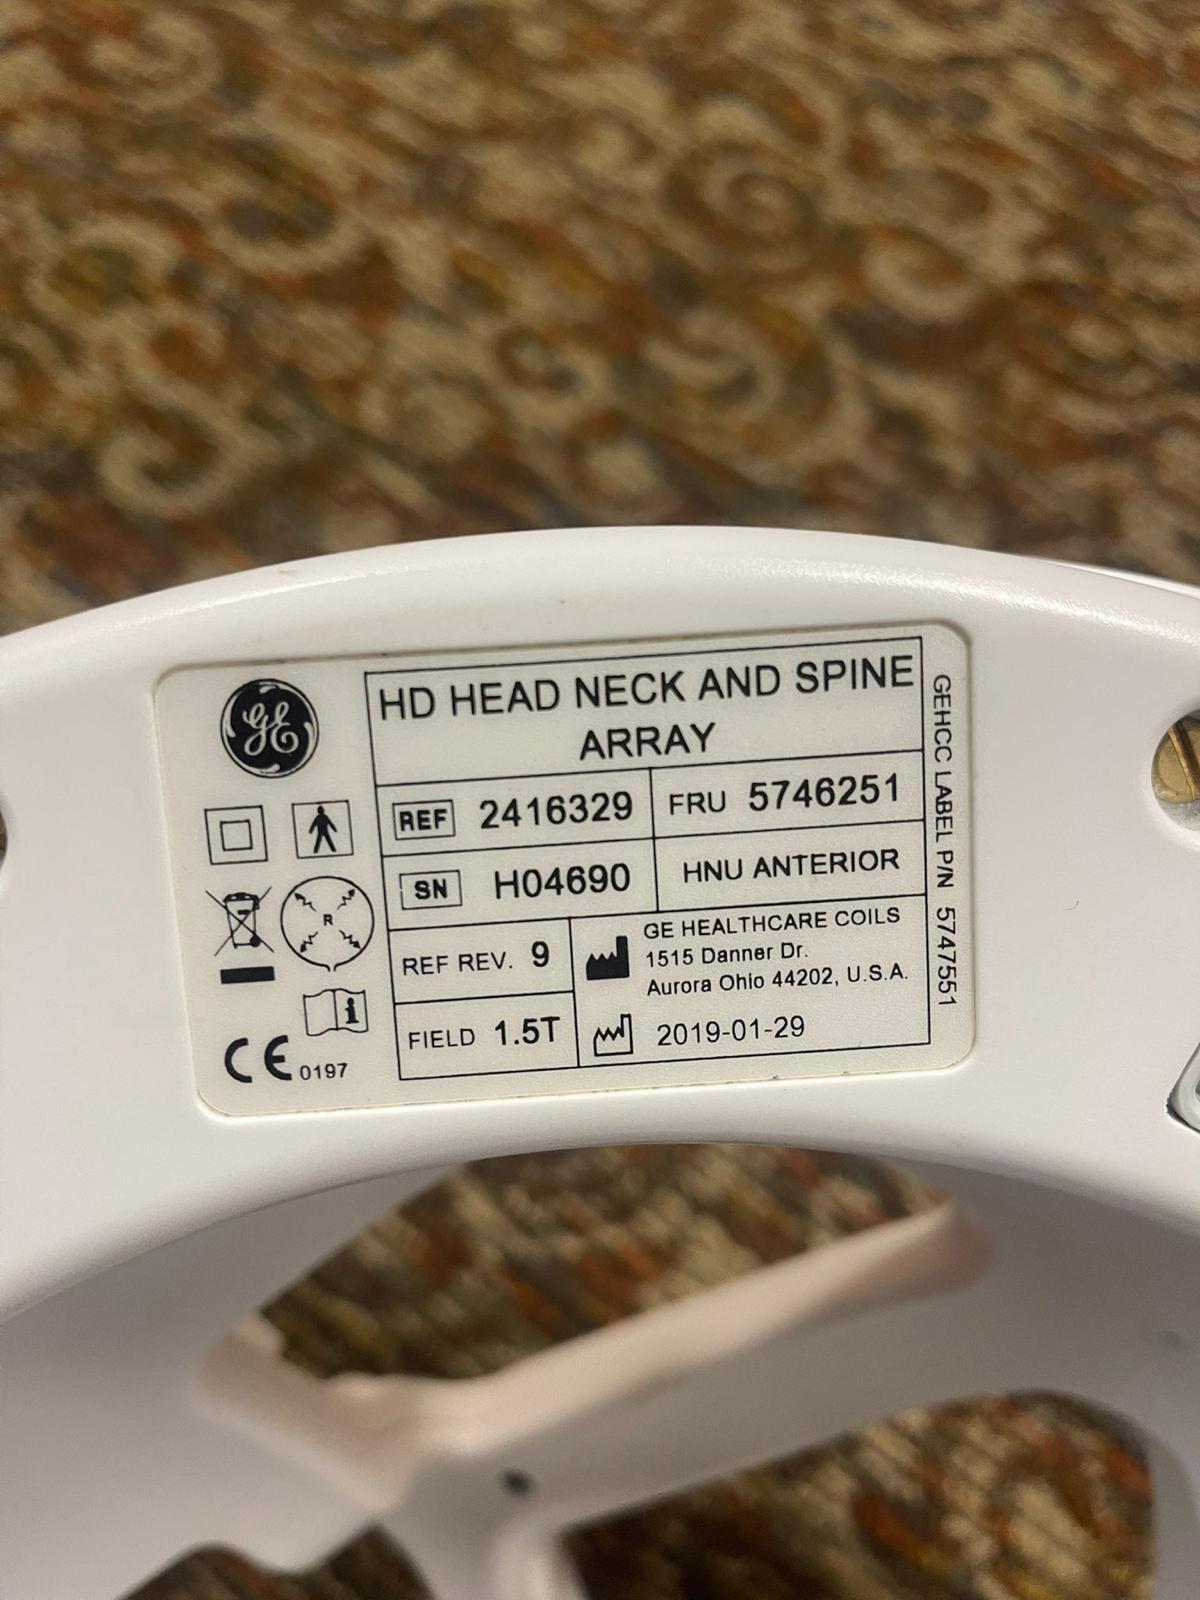 GE
HD HEAD NECK AND SPINE
ARRAY
REF 2416329
FRU 5746251
SN H04690
HNU ANTERIOR
REF REV. 9
FIELD 1.5T
GE HEALTHCARE COILS
1515 Danner Dr.
Aurora Ohio 44202, U.S.A.
2019-01-29
R
i
CE 0197
GEHCC LABEL P/N 5747551